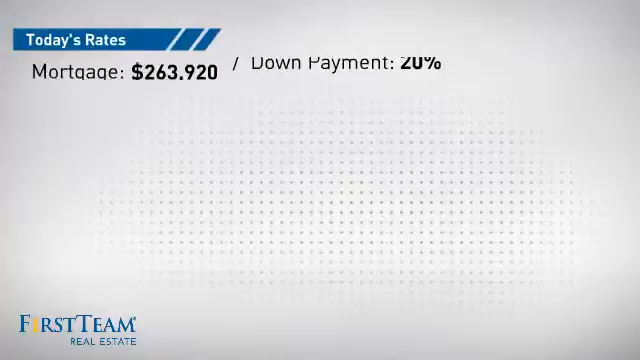 Today's Rates
Mortgage: $263,920 / Down Payment: 20%
FIRSTTEAM®
REAL ESTATE